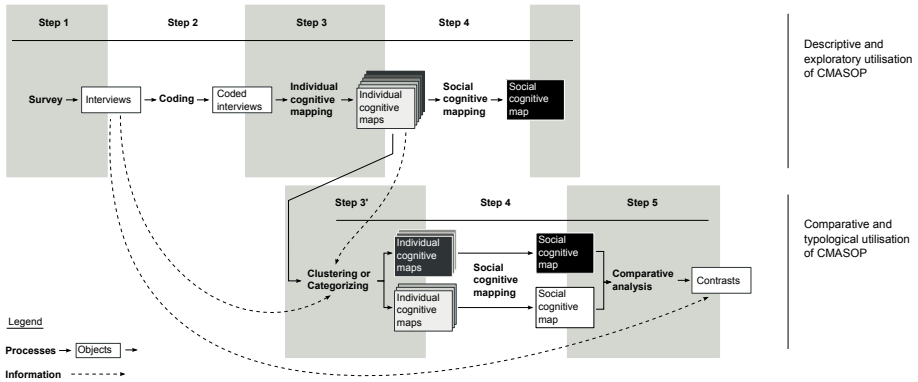 Step 1
Step 2
Step 3
Step 4
Survey
Interviews
Coding
Coded
interviews
Individual
cognitive
mapping
Individual
cognitive
maps
Social
cognitive
mapping
Social
cognitive
map
Descriptive and
exploratory utilisation
of CMASOP
Step 3'
Step 4
Step 5
Clustering or
Categorizing
Individual
cognitive
maps
Individual
cognitive
maps
Social
cognitive
mapping
Social
cognitive
map
Social
cognitive
map
Comparative
analysis
Contrasts
Comparative and
typological utilisation
of CMASOP
Legend
Processes
Objects
Information